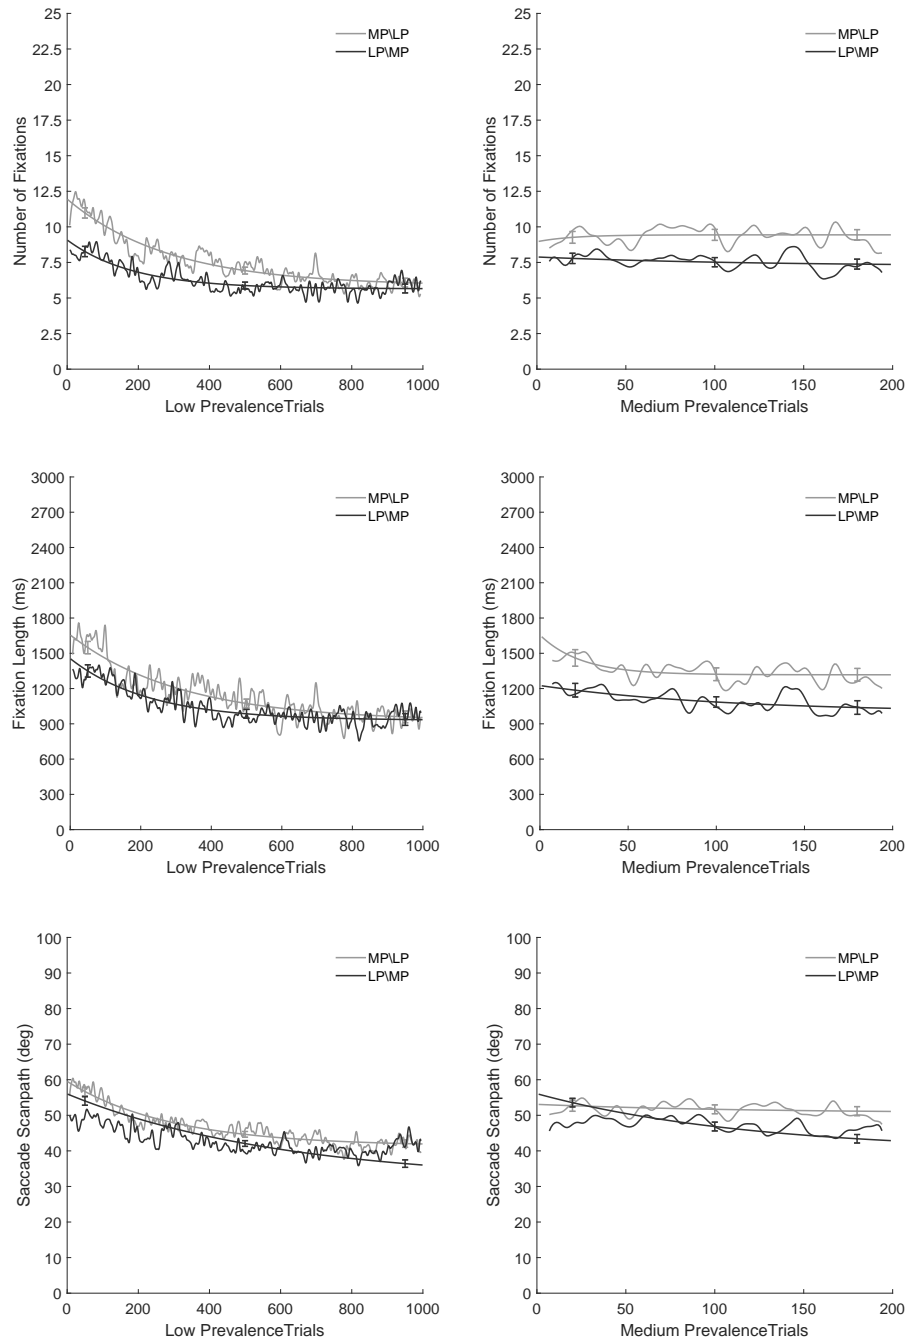 25
22.5
20
17.5
15
12.5
10
7.5
5
2.5
0
Number of Fixations
MP\LP
LP\MP
0 200 400 600 800 1000
Low PrevalenceTrials
25
22.5
20
17.5
15
12.5
10
7.5
5
2.5
0
Number of Fixations
MP\LP
LP\MP
0 50 100 150 200
Medium PrevalenceTrials
3000
2700
2400
2100
1800
1500
1200
900
600
300
0
Fixation Length (ms)
MP\LP
LP\MP
0 200 400 600 800 1000
Low PrevalenceTrials
3000
2700
2400
2100
1800
1500
1200
900
600
300
0
Fixation Length (ms)
MP\LP
LP\MP
0 50 100 150 200
Medium PrevalenceTrials
100
90
80
70
60
50
40
30
20
10
0
Saccade Scanpath (deg)
MP\LP
LP\MP
0 200 400 600 800 1000
Low PrevalenceTrials
100
90
80
70
60
50
40
30
20
10
0
Saccade Scanpath (deg)
MP\LP
LP\MP
0 50 100 150 200
Medium PrevalenceTrials